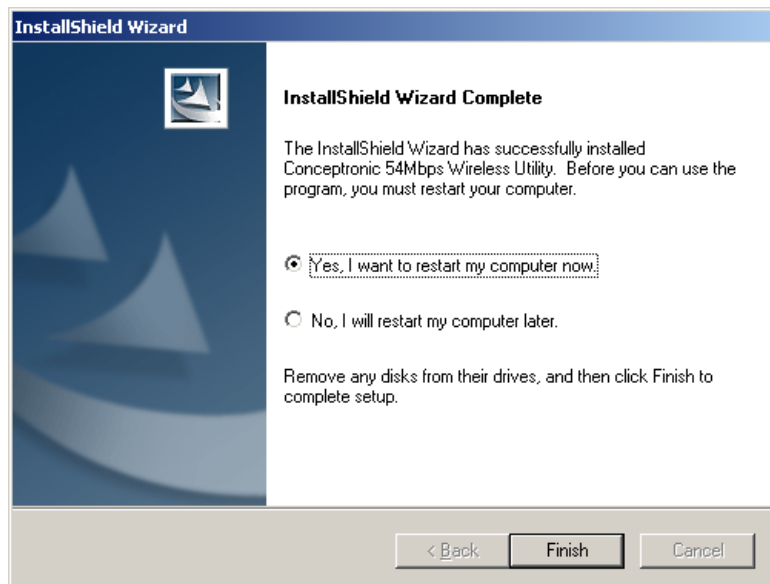 InstallShield Wizard
InstallShield Wizard Complete
The InstallShield Wizard has successfully installed
Conceptronic 54Mbps Wireless Utility.  Before you can use the
program, you must restart your computer.
Yes, I want to restart my computer now.
No, I will restart my computer later.
Remove any disks from their drives, and then click Finish to
complete setup.
< Back
Finish
Cancel